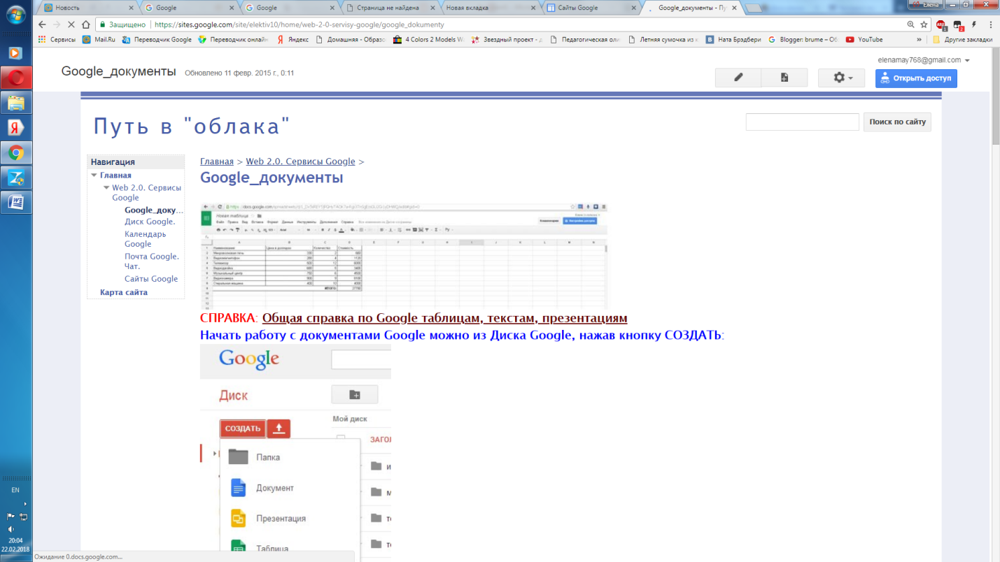 Новость
Google
Google
Страница не найдена
Новая вкладка
Сайты Google
Google_документы - Пу
Елена
Защищено
https://sites.google.com/site/elektiv10/home/web-2-0-servisy-google/google_dokumenty
Сервисы
Mail.Ru
Переводчик Google
Переводчик онлайн
Яндекс
Домашняя - Образо
4 Colors 2 Models W
Звездный проект - д
Педагогическая оли
Летняя сумочка из к
Ната Брэдбери
Blogger: brume – Об
YouTube
»
Другие закладки
elenamay768@gmail.com
Google_документы Обновлено 11 февр. 2015 г., 0:11
Открыть доступ
Путь в "облака"
Поиск по сайту
Навигация
Главная
Web 2.0. Сервисы
Google
Google_доку...
Диск Google.
Календарь
Google
Почта Google.
Чат.
Сайты Google
Карта сайта
Главная > Web 2.0. Сервисы Google >
Google_документы
Новая таблица
СПРАВКА: Общая справка по Google таблицам, текстам, презентациям
Начать работу с документами Google можно из Диска Google, нажав кнопку СОЗДАТЬ:
Google
Диск
СОЗДАТЬ
Мой диск
ЗАГОЛ
Папка
Документ
Презентация
Таблица
EN
20:04
22.02.2018
Ожидание 0.docs.google.com...